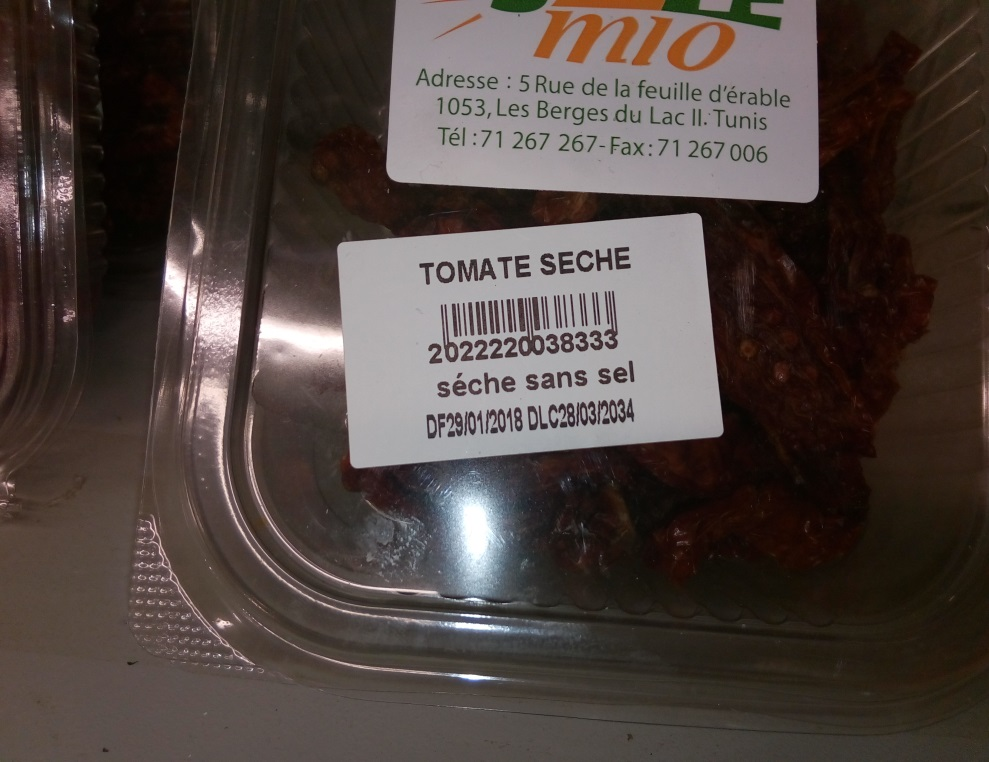 mio
Adresse : 5 Rue de la feuille d'érable
1053, Les Berges du Lac II. Tunis
Tél : 71 267 267 - Fax : 71 267 006
TOMATE SECHE
2022220038333
séche sans sel
DF29/01/2018 DLC28/03/2034